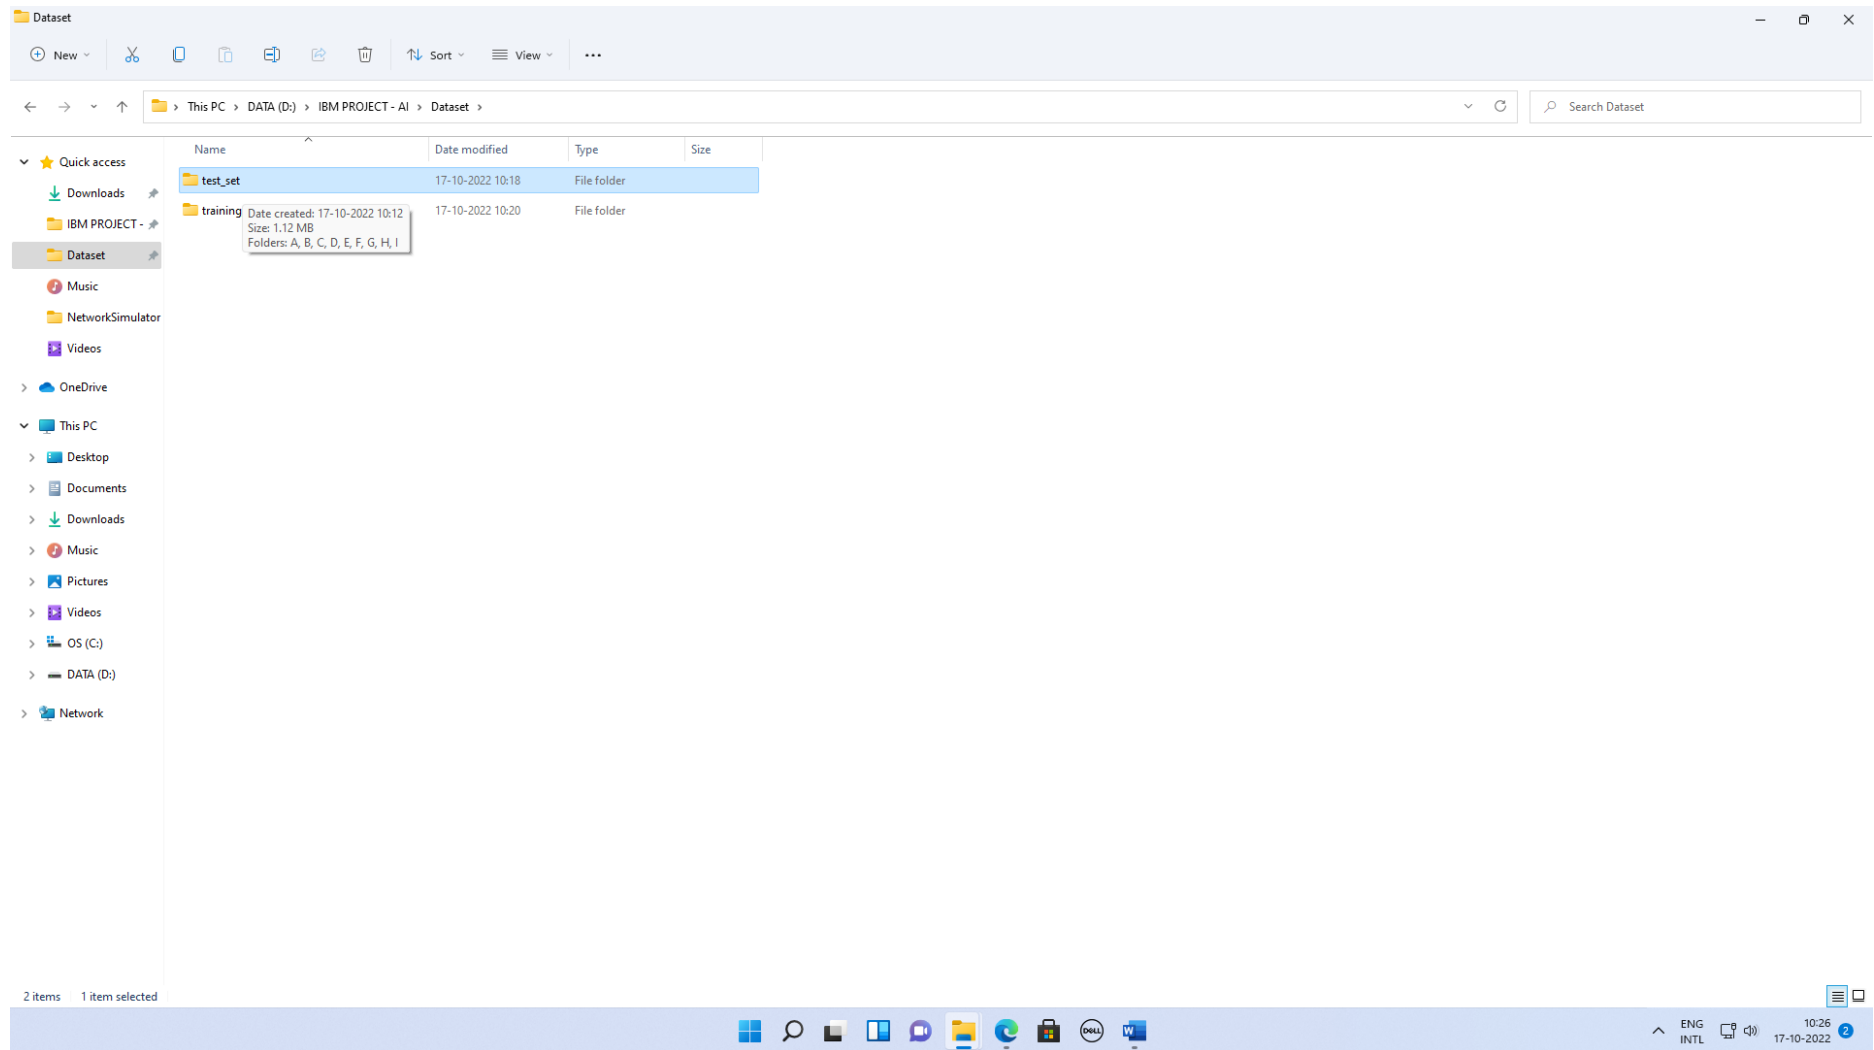 Dataset
New
Sort
View
This PC > DATA (D:) > IBM PROJECT - AI > Dataset >
Search Dataset
Name Date modified Type Size
Quick access
Downloads
IBM PROJECT -
Dataset
Music
NetworkSimulator
Videos
OneDrive
This PC
Desktop
Documents
Downloads
Music
Pictures
Videos
OS (C:)
DATA (D:)
Network
test_set 17-10-2022 10:18 File folder
training 17-10-2022 10:20 File folder
Date created: 17-10-2022 10:12
Size: 1.12 MB
Folders: A, B, C, D, E, F, G, H, I
2 items 1 item selected
DELL
W
ENG
INTL
10:26
17-10-2022
2